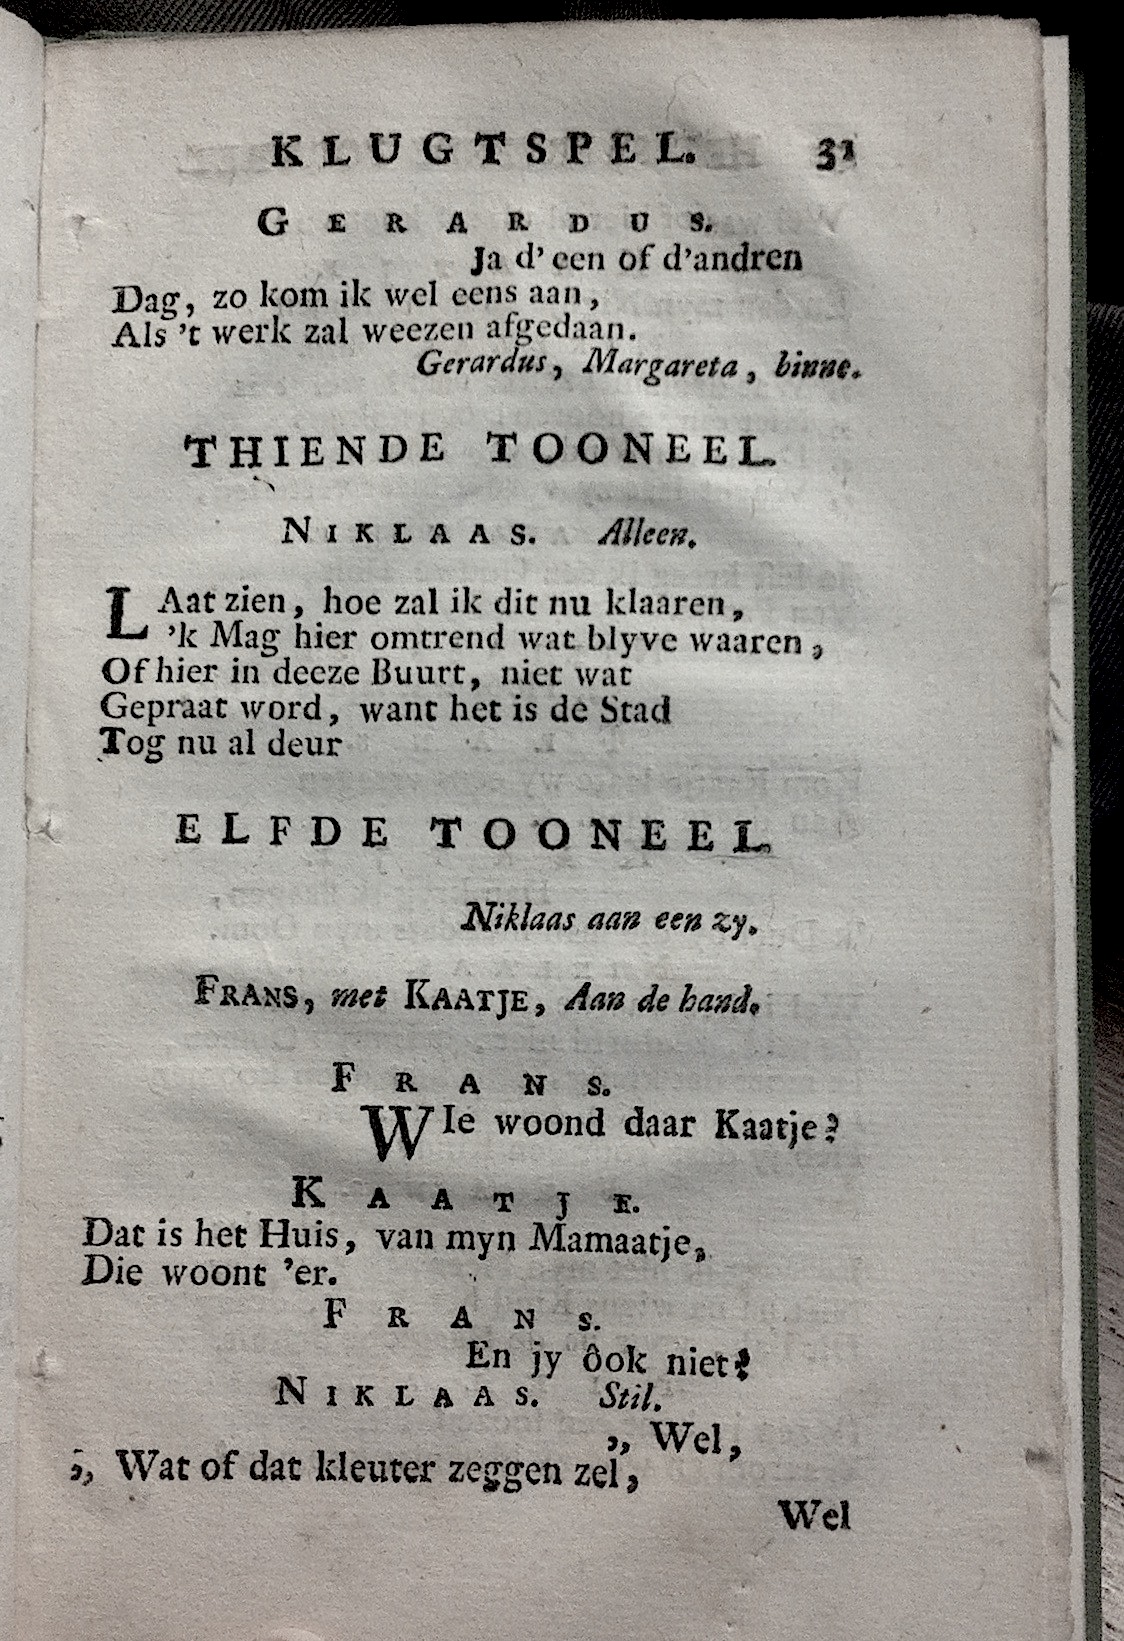 KLUGTSPEL. 31
GERARDUS.
Ja d' een of d'andren
Dag, zo kom ik wel eens aan,
Als 't werk zal weezen afgedaan.
Gerardus, Margareta, binne.
THIENDE TOONEEL.
NIKLAAS. Alleen.
LAat zien, hoe zal ik dit nu klaaren,
'k Mag hier omtrend wat blyve waaren,
Of hier in deeze Buurt, niet wat
Gepraat word, want het is de Stad
Tog nu al deur
ELFDE TOONEEL.
Niklaas aan een zy.
FRANS, met KAATJE, Aan de hand.
FRANS.
WIe woond daar Kaatje?
KAATJE.
Dat is het Huis, van myn Mamaatje,
Die woont 'er.
FRANS.
En jy ôok niet?
NIKLAAS. Stil.
„ Wel,
„ Wat of dat kleuter zeggen zel,
Wel